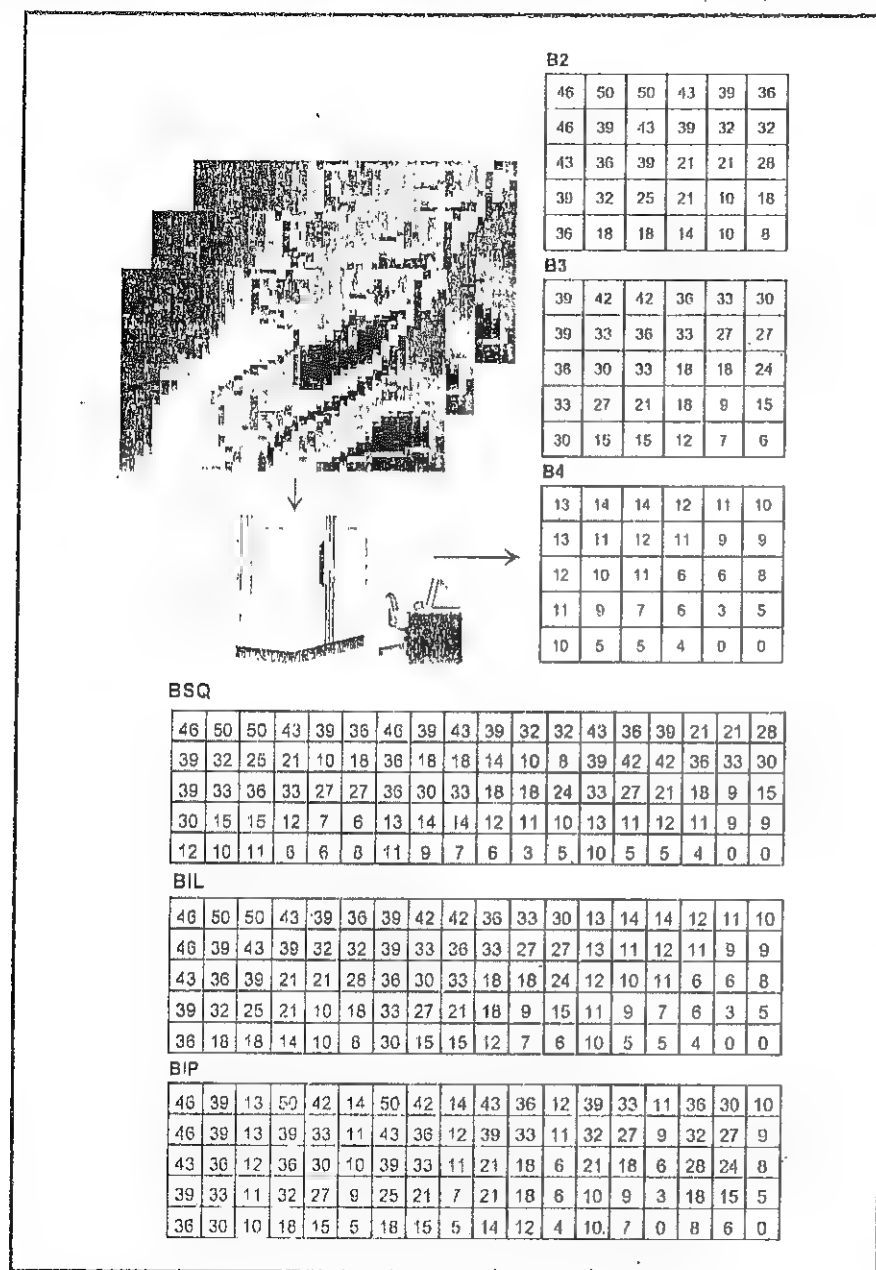 B2
46 50 50 43 39 36
46 39 43 39 32 32
43 36 39 21 21 28
39 32 25 21 10 18
36 18 18 14 10 8
B3
39 42 42 36 33 30
39 33 36 33 27 27
36 30 33 18 18 24
33 27 21 18 9 15
30 15 15 12 7 6
B4
13 14 14 12 11 10
13 11 12 11 9 9
12 10 11 6 6 8
11 9 7 6 3 5
10 5 5 4 0 0
BSQ
46 50 50 43 39 36 46 39 43 39 32 32 43 36 39 21 21 28
39 32 25 21 10 18 36 18 18 14 10 8 39 42 42 36 33 30
39 33 36 33 27 27 36 30 33 18 18 24 33 27 21 18 9 15
30 15 15 12 7 6 13 14 14 12 11 10 13 11 12 11 9 9
12 10 11 6 6 8 11 9 7 6 3 5 10 5 5 4 0 0
BIL
46 50 50 43 39 36 39 42 42 36 33 30 13 14 14 12 11 10
46 39 43 39 32 32 39 33 36 33 27 27 13 11 12 11 9 9
43 36 39 21 21 28 36 30 33 18 18 24 12 10 11 6 6 8
39 32 25 21 10 18 33 27 21 18 9 15 11 9 7 6 3 5
36 18 18 14 10 8 30 15 15 12 7 6 10 5 5 4 0 0
BIP
46 39 13 50 42 14 50 42 14 43 36 12 39 33 11 36 30 10
46 39 13 39 33 11 43 36 12 39 33 11 32 27 9 32 27 9
43 36 12 36 30 10 39 33 11 21 18 6 21 18 6 28 24 8
39 33 11 32 27 9 25 21 7 21 18 6 10 9 3 18 15 5
36 30 10 18 15 5 18 15 5 14 12 4 10 7 0 8 6 0